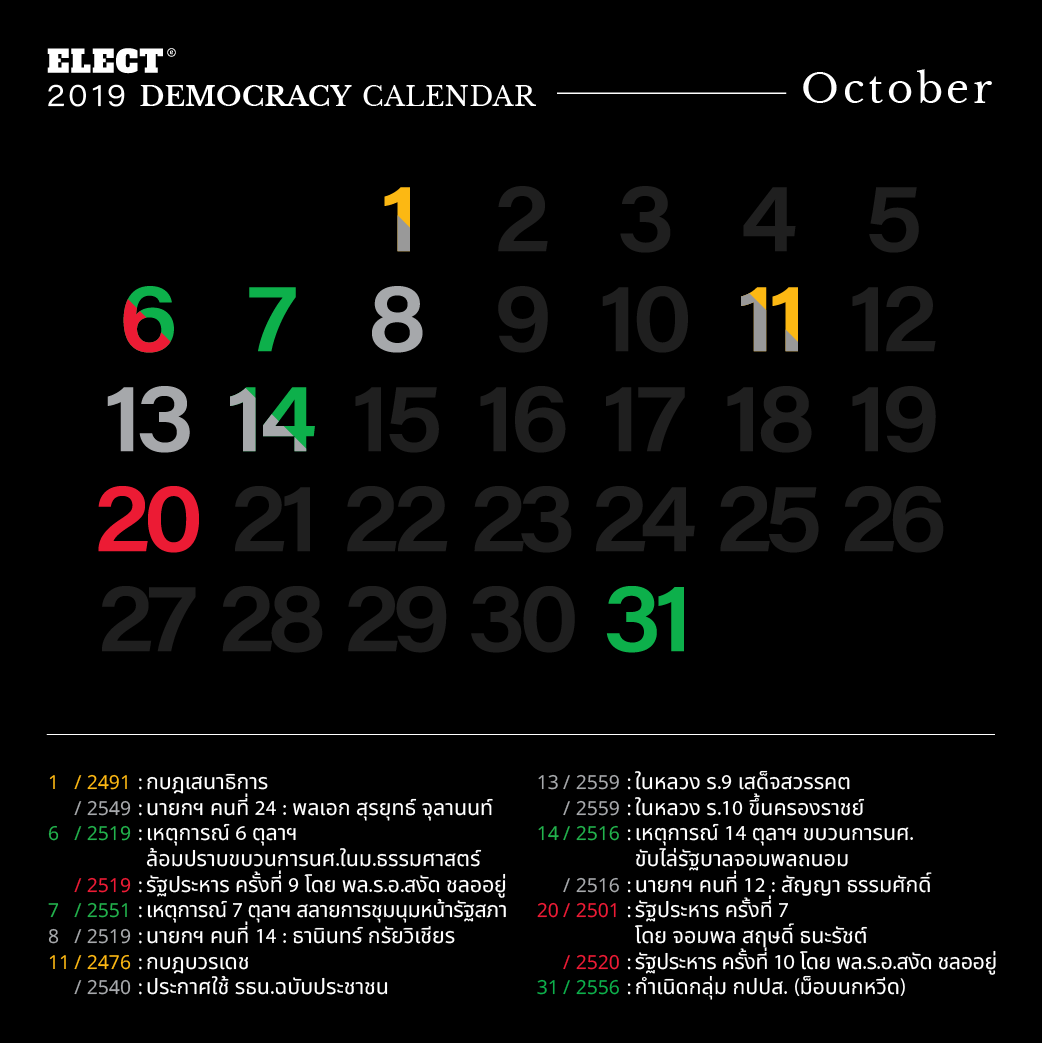 ELECT®
2019 DEMOCRACY CALENDAR
October
1 2 3 4 5
6 7 8 9 10 11 12
13 14 15 16 17 18 19
20 21 22 23 24 25 26
27 28 29 30 31
1 / 2491 : กบฎเสนาธิการ
/ 2549 : นายกฯ คนที่ 24 : พลเอก สุรยุทธ์ จุลานนท์
6 / 2519 : เหตุการณ์ 6 ตุลาฯ
ล้อมปราบขบวนการนศ.ในม.ธรรมศาสตร์
/ 2519 : รัฐประหาร ครั้งที่ 9 โดย พล.ร.อ.สงัด ชลออยู่
7 / 2551 : เหตุการณ์ 7 ตุลาฯ สลายการชุมนุมหน้ารัฐสภา
8 / 2519 : นายกฯ คนที่ 14 : ธานินทร์ กรัยวิเชียร
11 / 2476 : กบฎบวรเดช
/ 2540 : ประกาศใช้ รธน.ฉบับประชาชน
13 / 2559 : ในหลวง ร.9 เสด็จสวรรคต
/ 2559 : ในหลวง ร.10 ขึ้นครองราชย์
14 / 2516 : เหตุการณ์ 14 ตุลาฯ ขบวนการนศ.
ขับไล่รัฐบาลจอมพลถนอม
/ 2516 : นายกฯ คนที่ 12 : สัญญา ธรรมศักดิ์
20 / 2501 : รัฐประหาร ครั้งที่ 7
โดย จอมพล สฤษดิ์ ธนะรัชต์
/ 2520 : รัฐประหาร ครั้งที่ 10 โดย พล.ร.อ.สงัด ชลออยู่
31 / 2556 : กำเนิดกลุ่ม กปปส. (ม็อบนกหวีด)